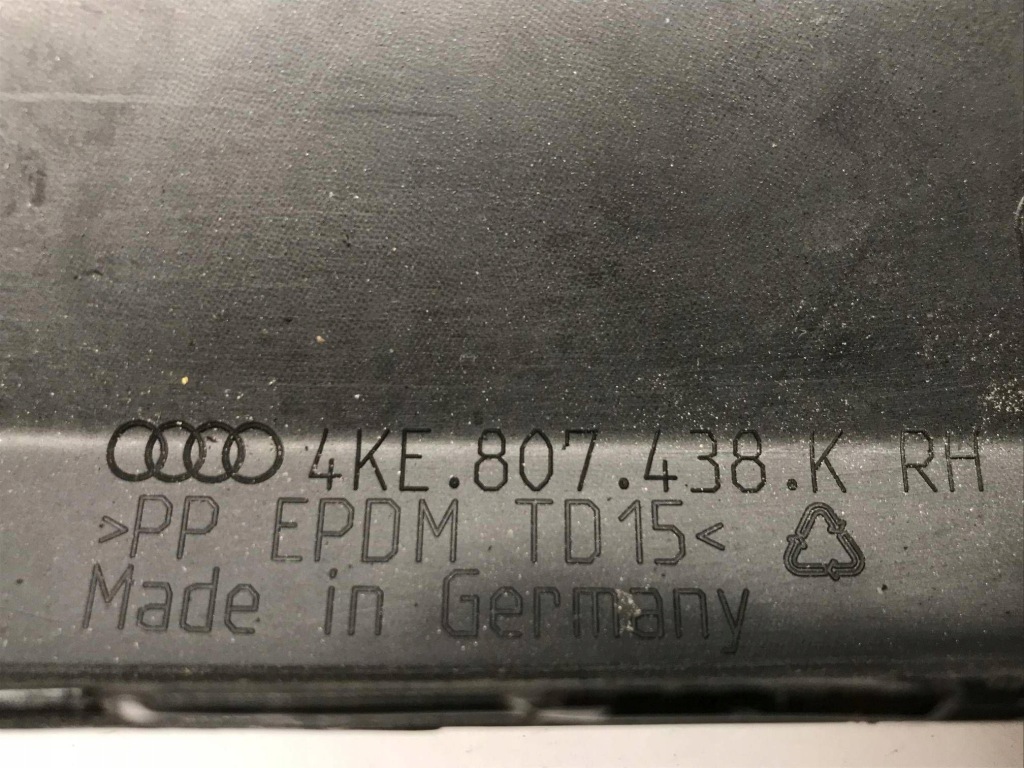 4KE.807.438.K RH
>PP EPDM TD15<
Made in Germany